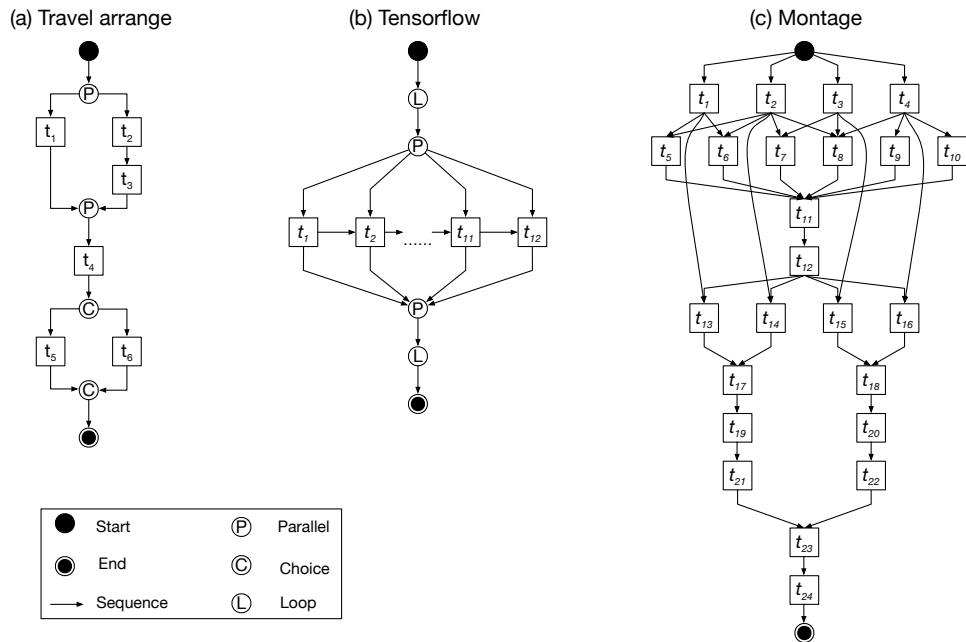 (a) Travel arrange (b) Tensorflow (c) Montage
P
t1 t2
t3
P
t4
C
t5 t6
C
L
P
t1 t2 ...... t11 t12
P
L
t1 t2 t3 t4
t5 t6 t7 t8 t9 t10
t11
t12
t13 t14 t15 t16
t17 t18
t19 t20
t21 t22
t23
t24
Start P Parallel
End C Choice
Sequence L Loop